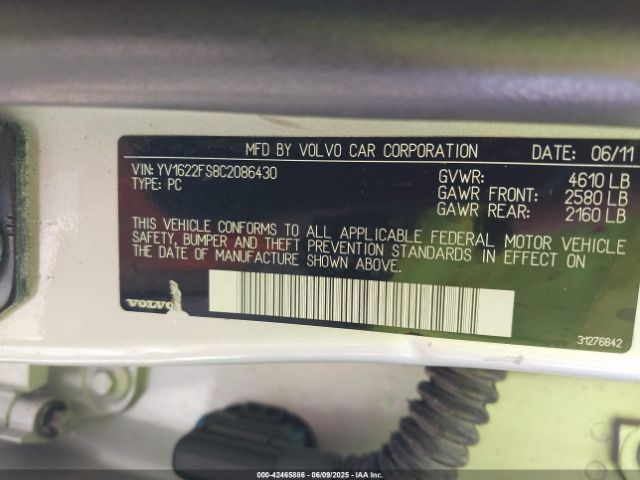 MFD BY VOLVO CAR CORPORATION DATE: 06/11
VIN: YV1622FS8C2086430
TYPE: PC
GVWR: 4610 LB
GAWR FRONT: 2580 LB
GAWR REAR: 2160 LB
THIS VEHICLE CONFORMS TO ALL APPLICABLE FEDERAL MOTOR VEHICLE
SAFETY, BUMPER AND THEFT PREVENTION STANDARDS IN EFFECT ON
THE DATE OF MANUFACTURE SHOWN ABOVE.
VOLVO
31276842
000-42465886 - 06/09/2025 - IAA Inc.